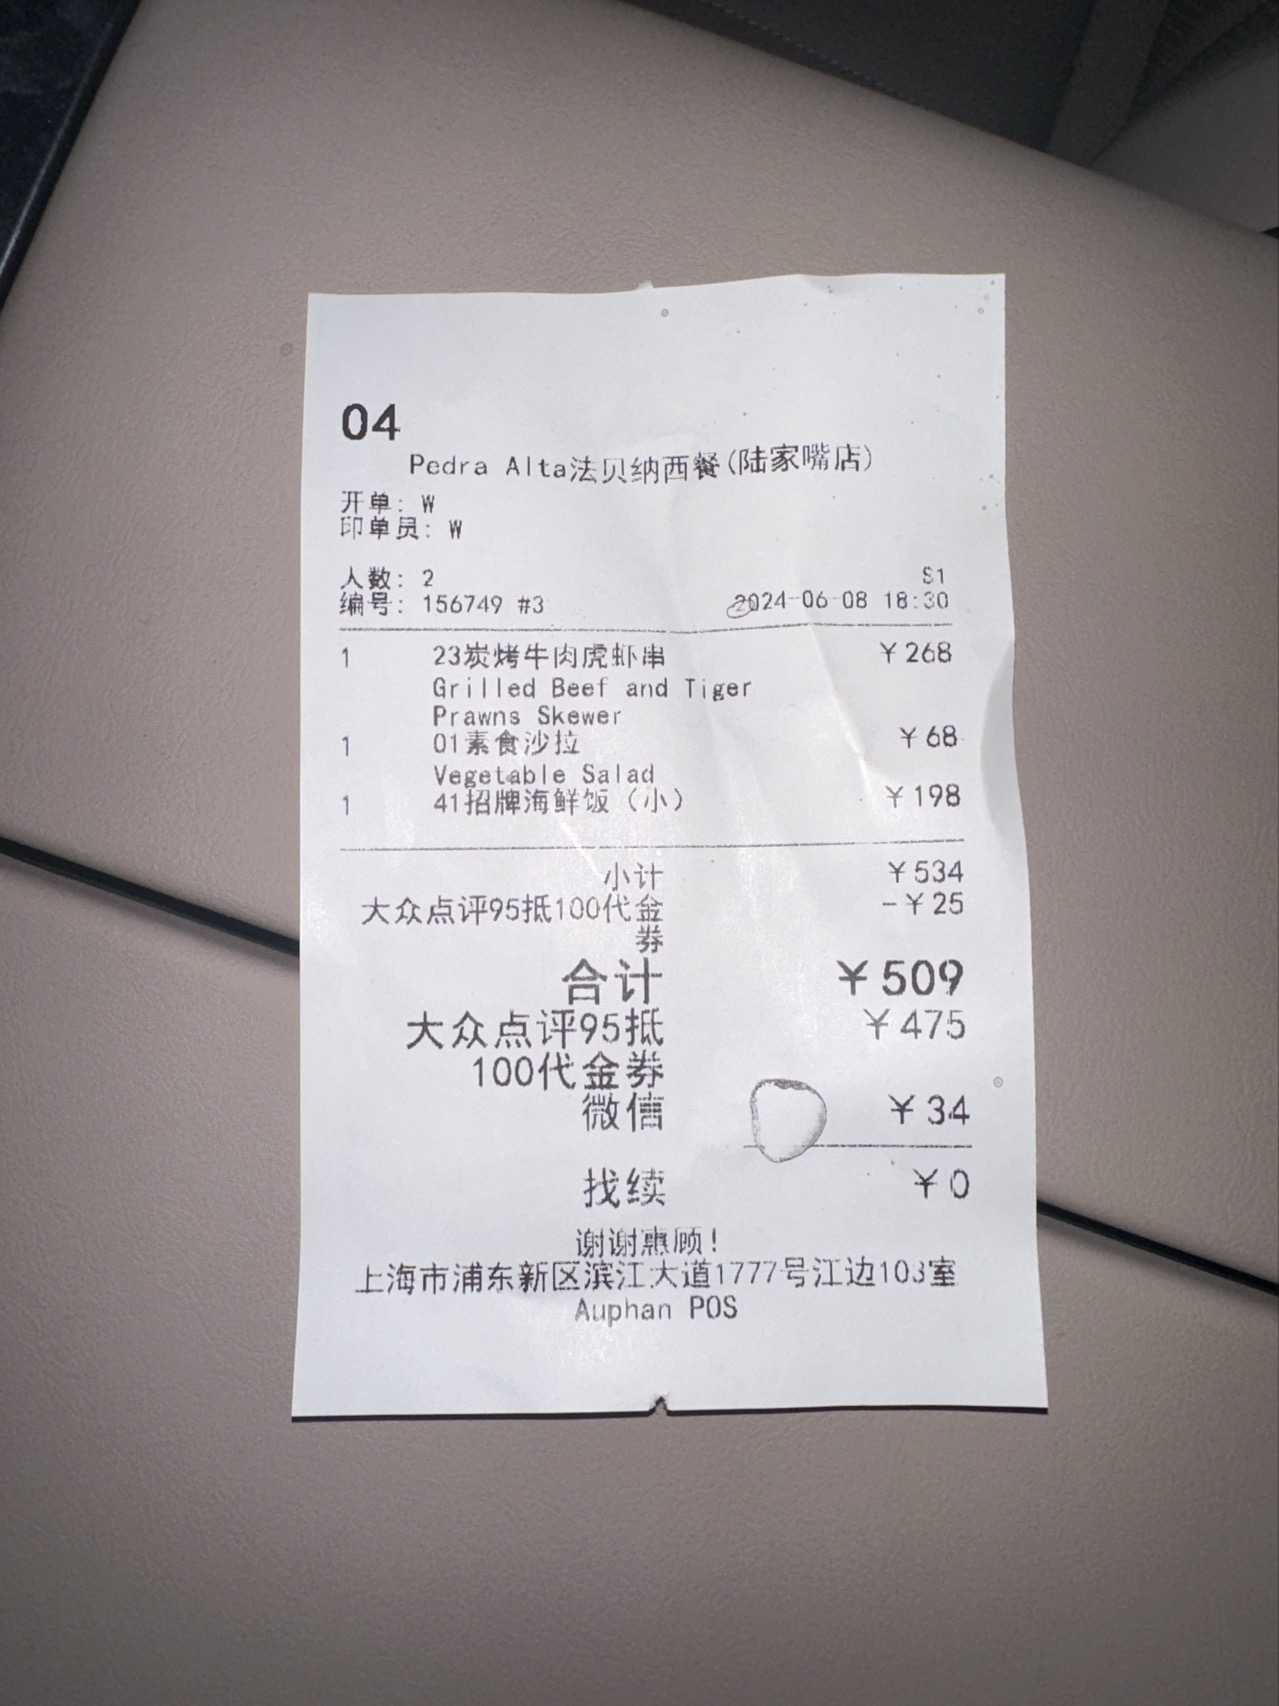 04
Pedra Alta法贝纳西餐(陆家嘴店)
开单: W
印单员: W
人数: 2 S1
编号: 156749 #3 2024-06-08 18:30
1 23炭烤牛肉虎虾串 ￥268
Grilled Beef and Tiger
Prawns Skewer
1 01素食沙拉 ￥68
Vegetable Salad
1 41招牌海鲜饭（小） ￥198
小计 ￥534
大众点评95抵100代金 -￥25
券
合计 ￥509
大众点评95抵 ￥475
100代金券
微信 ￥34
找续 ￥0
谢谢惠顾!
上海市浦东新区滨江大道1777号江边103室
Auphan POS